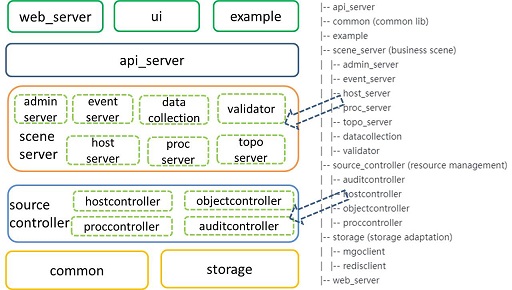 web_server
ui
example
api_server
admin
server
event
server
data
collection
validator
scene
server
host
server
proc
server
topo
server
source
controller
hostcontroller
objectcontroller
proccontroller
auditcontroller
common
storage
|-- api_server
|-- common (common lib)
|-- example
|-- scene_server (business scene)
| |-- admin_server
| |-- event_server
| |-- host_server
| |-- proc_server
| |-- topo_server
| |-- datacollection
| |-- validator
|-- source_controller (resource management)
| |-- auditcontroller
| |-- hostcontroller
| |-- objectcontroller
| |-- proccontroller
|-- storage (storage adaptation)
| |-- mgoclient
| |-- redisclient
|-- web_server